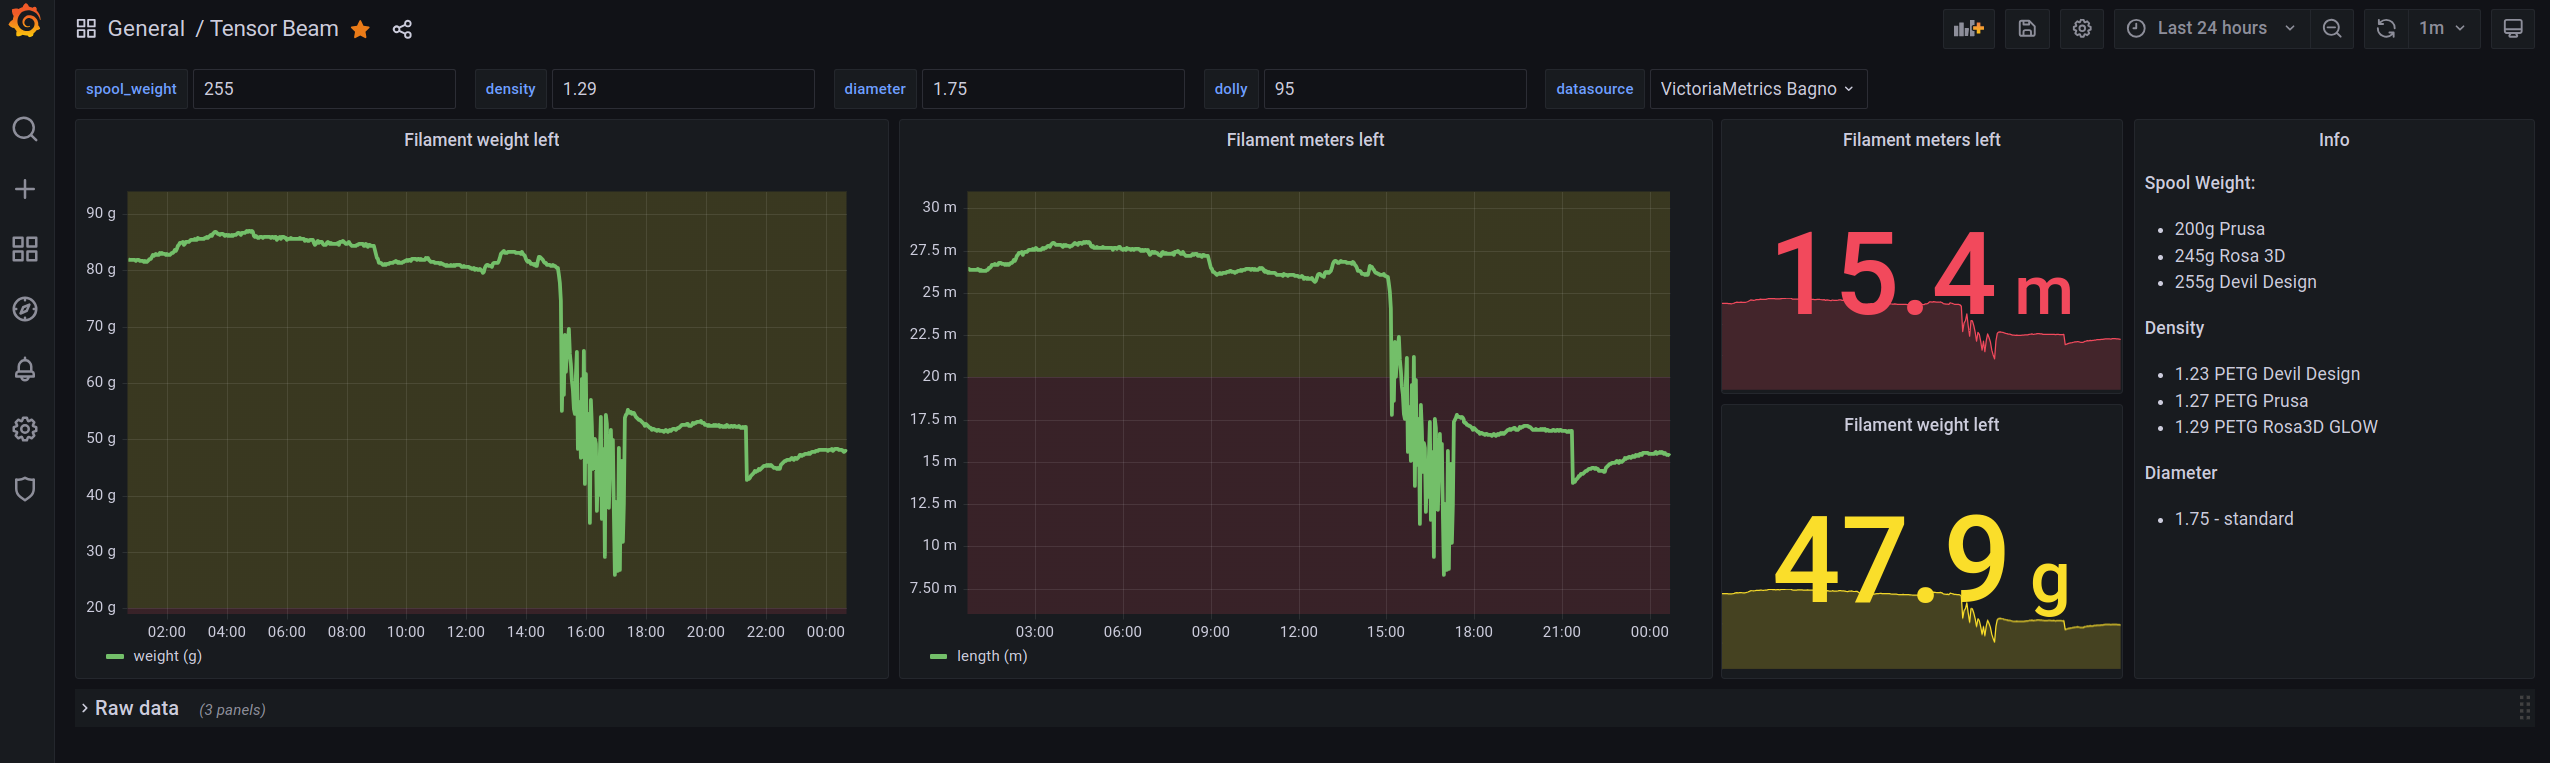 General / Tensor Beam
Last 24 hours
1m
spool_weight 255
density 1.29
diameter 1.75
dolly 95
datasource VictoriaMetrics Bagno
Filament weight left
90 g
80 g
70 g
60 g
50 g
40 g
30 g
20 g
02:00 04:00 06:00 08:00 10:00 12:00 14:00 16:00 18:00 20:00 22:00 00:00
weight (g)
Filament meters left
30 m
27.5 m
25 m
22.5 m
20 m
17.5 m
15 m
12.5 m
10 m
7.50 m
03:00 06:00 09:00 12:00 15:00 18:00 21:00 00:00
length (m)
Filament meters left
15.4 m
Filament weight left
47.9 g
Info
Spool Weight:
200g Prusa
245g Rosa 3D
255g Devil Design
Density
1.23 PETG Devil Design
1.27 PETG Prusa
1.29 PETG Rosa3D GLOW
Diameter
1.75 - standard
Raw data (3 panels)